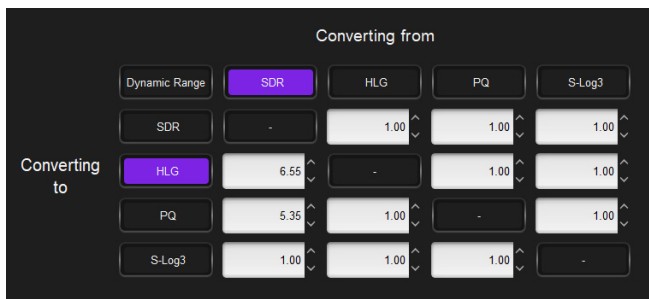 Converting from
Dynamic Range SDR HLG PQ S-Log3
SDR - 1.00 1.00 1.00
Converting to
HLG 6.55 - 1.00 1.00
PQ 5.35 1.00 - 1.00
S-Log3 1.00 1.00 1.00 -